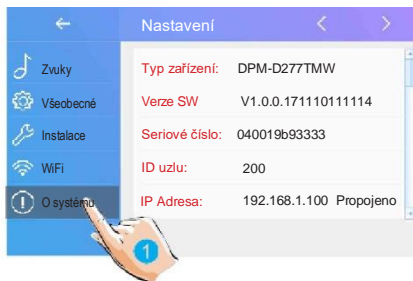 Nastavení
Zvuky
Všeobecné
Instalace
WiFi
O systému
Typ zařízení: DPM-D277TMW
Verze SW V1.0.0.171110111114
Seriové číslo: 040019b93333
ID uzlu: 200
IP Adresa: 192.168.1.100 Propojeno
1